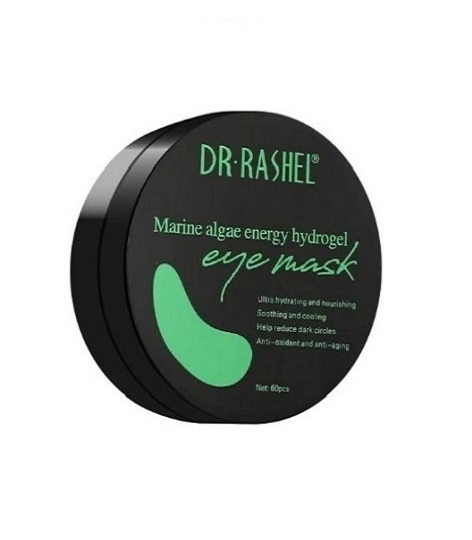 DR·RASHEL®
Marine algae energy hydrogel
eye mask
Ultra hydrating and nourishing
Soothing and cooling
Help reduce dark circles
Anti-oxidant and anti-aging
Net: 60pcs